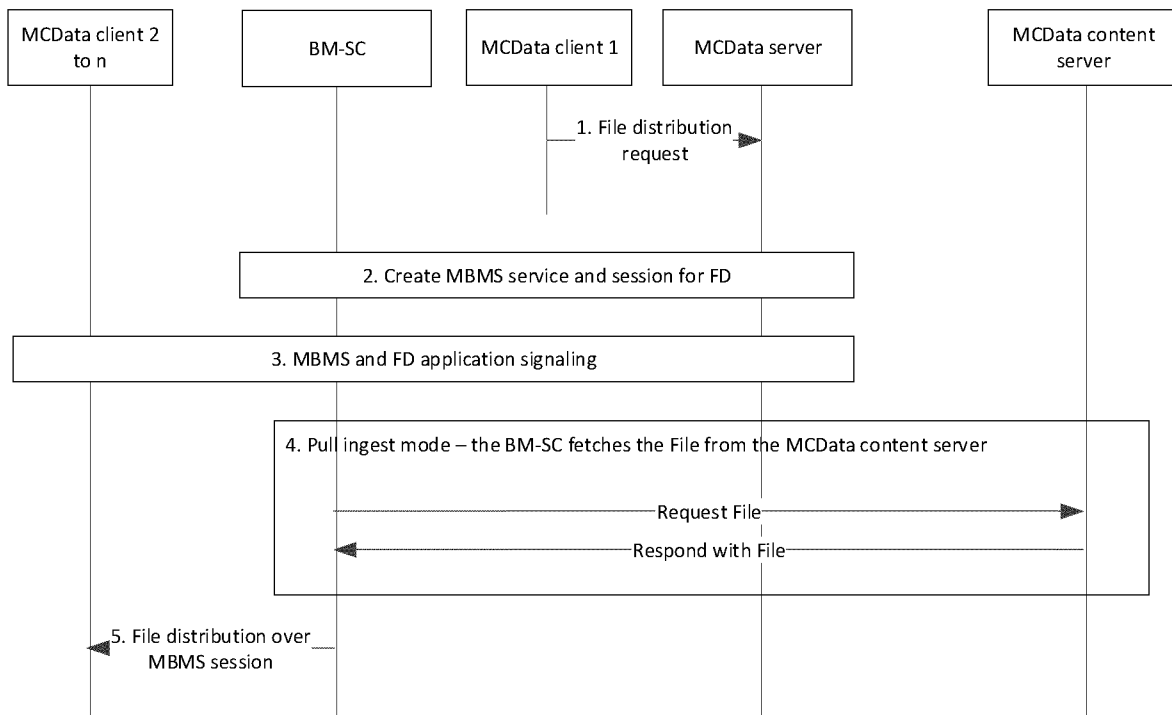 MCData client 2
to n
BM-SC
MCData client 1
MCData server
MCData content
server
1. File distribution
request
2. Create MBMS service and session for FD
3. MBMS and FD application signaling
4. Pull ingest mode – the BM-SC fetches the File from the MCData content server
Request File
Respond with File
5. File distribution over
MBMS session